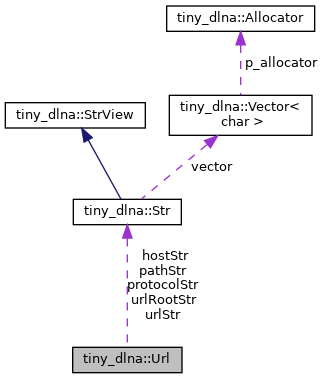 tiny_dlna::Allocator
p_allocator
tiny_dlna::StrView
tiny_dlna::Vector<
char >
vector
tiny_dlna::Str
hostStr
pathStr
protocolStr
urlRootStr
urlStr
tiny_dlna::Url